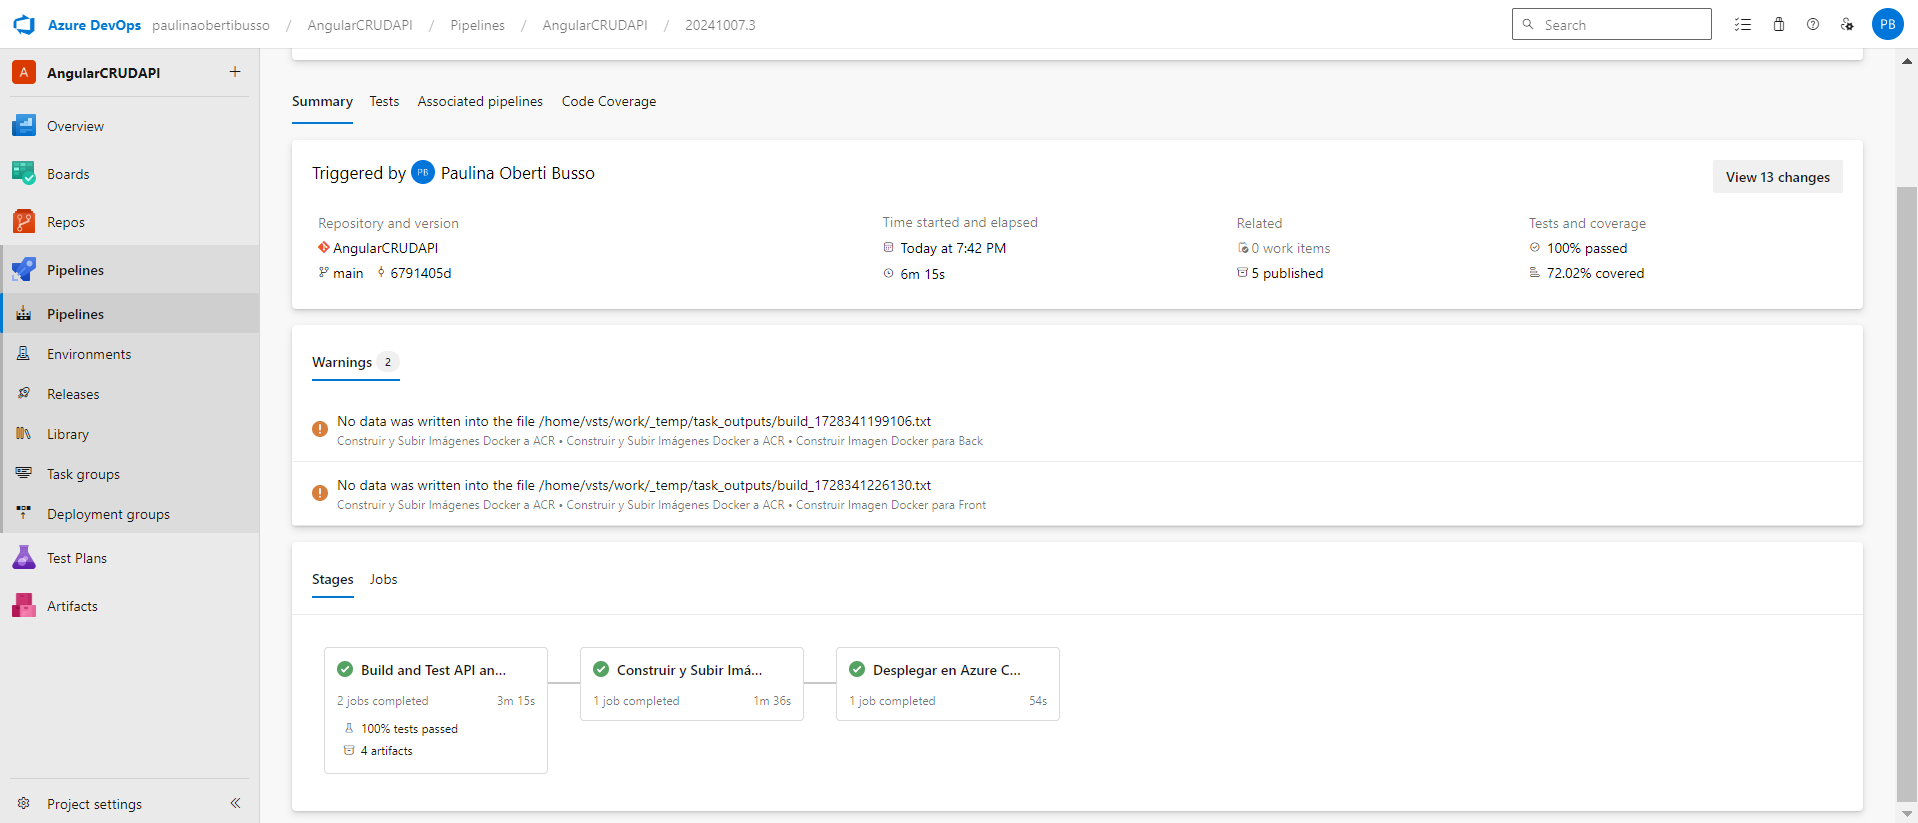 Azure DevOps paulinaobertibusso / AngularCRUDAPI / Pipelines / AngularCRUDAPI / 20241007.3
Search
PB
A AngularCRUDAPI +
Overview
Boards
Repos
Pipelines
Pipelines
Environments
Releases
Library
Task groups
Deployment groups
Test Plans
Artifacts
Project settings
Summary Tests Associated pipelines Code Coverage
Triggered by PB Paulina Oberti Busso
View 13 changes
Repository and version
AngularCRUDAPI
main 6791405d
Time started and elapsed
Today at 7:42 PM
6m 15s
Related
0 work items
5 published
Tests and coverage
100% passed
72.02% covered
Warnings 2
No data was written into the file /home/vsts/work/_temp/task_outputs/build_1728341199106.txt
Construir y Subir Imágenes Docker a ACR • Construir y Subir Imágenes Docker a ACR • Construir Imagen Docker para Back
No data was written into the file /home/vsts/work/_temp/task_outputs/build_1728341226130.txt
Construir y Subir Imágenes Docker a ACR • Construir y Subir Imágenes Docker a ACR • Construir Imagen Docker para Front
Stages Jobs
Build and Test API an...
2 jobs completed 3m 15s
100% tests passed
4 artifacts
Construir y Subir Imá...
1 job completed 1m 36s
Desplegar en Azure C...
1 job completed 54s